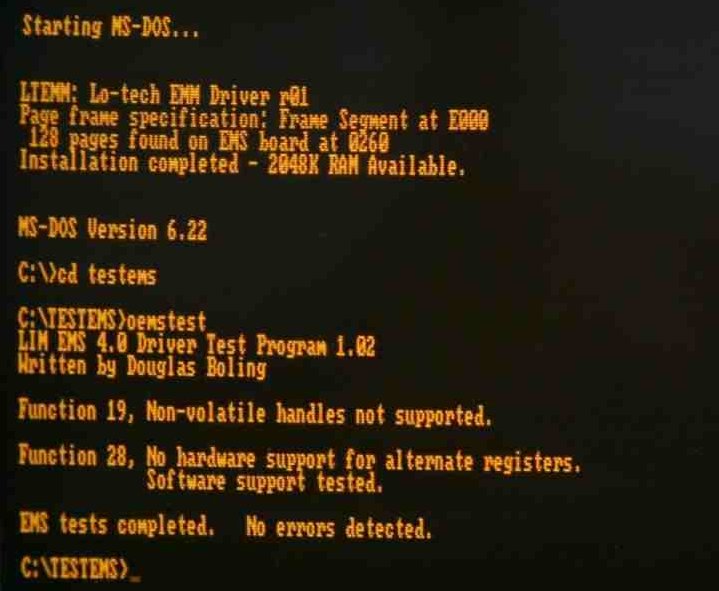 Starting MS-DOS...
LTEMM: Lo-tech EMM Driver r01
Page frame specification: Frame Segment at E000
128 pages found on EMS board at 0260
Installation completed - 2048K RAM Available.
MS-DOS Version 6.22
C:\>cd testems
C:\TESTEMS>oemstest
LIM EMS 4.0 Driver Test Program 1.02
Written by Douglas Boling
Function 19, Non-volatile handles not supported.
Function 28, No hardware support for alternate registers.
Software support tested.
EMS tests completed. No errors detected.
C:\TESTEMS>_